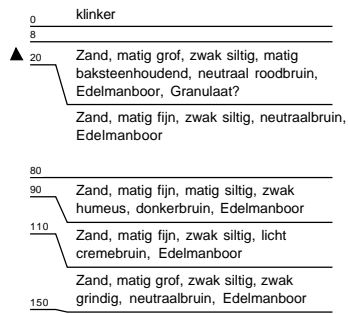 0
klinker
8
20
Zand, matig grof, zwak siltig, matig
baksteenhoudend, neutraal roodbruin,
Edelmanboor, Granulaat?
Zand, matig fijn, zwak siltig, neutraalbruin,
Edelmanboor
80
90
Zand, matig fijn, matig siltig, zwak
humeus, donkerbruin, Edelmanboor
110
Zand, matig fijn, zwak siltig, licht
cremebruin, Edelmanboor
Zand, matig grof, zwak siltig, zwak
grindig, neutraalbruin, Edelmanboor
150